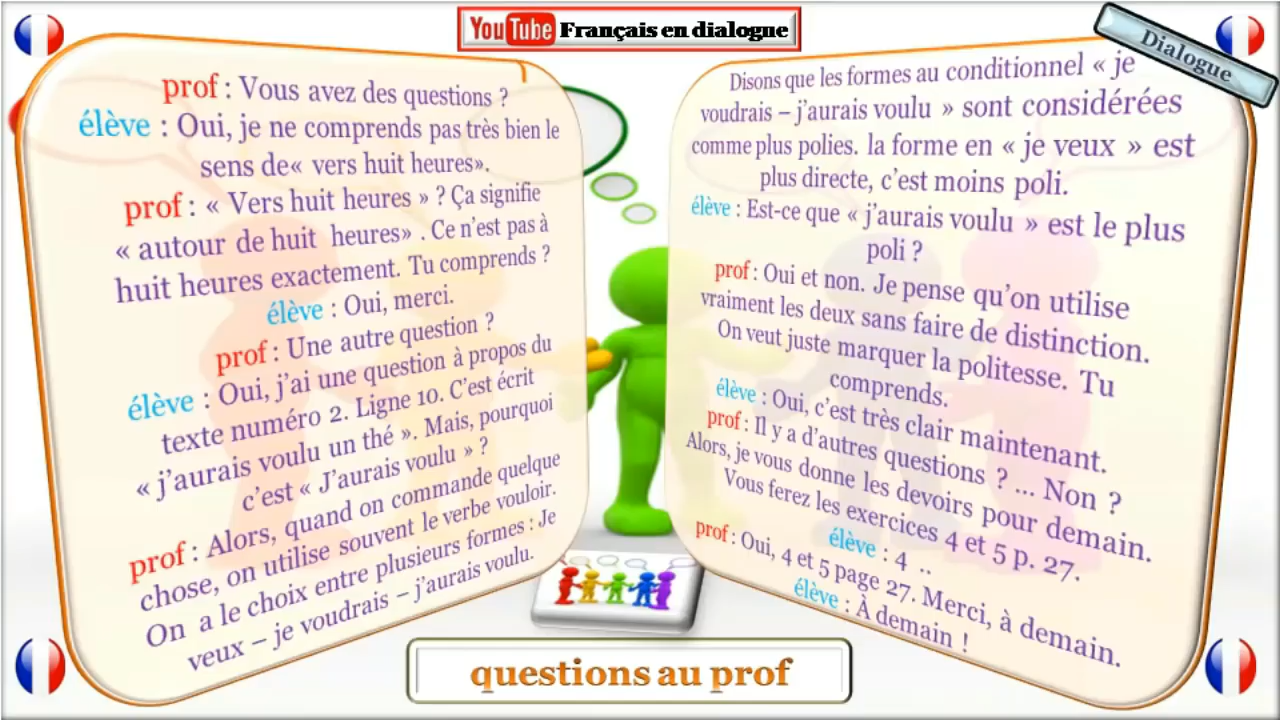 YouTube Français en dialogue
Dialogue
prof : Vous avez des questions ?
élève : Oui, je ne comprends pas très bien le
sens de« vers huit heures».
prof : « Vers huit heures » ? Ça signifie
« autour de huit heures» . Ce n'est pas à
huit heures exactement. Tu comprends ?
élève : Oui, merci.
prof : Une autre question ?
élève : Oui, j'ai une question à propos du
texte numéro 2. Ligne 10. C'est écrit
« j'aurais voulu un thé ». Mais, pourquoi
c'est « J'aurais voulu » ?
prof : Alors, quand on commande quelque
chose, on utilise souvent le verbe vouloir.
On a le choix entre plusieurs formes : Je
veux – je voudrais – j'aurais voulu.
Disons que les formes au conditionnel « je
voudrais – j'aurais voulu » sont considérées
comme plus polies. la forme en « je veux » est
plus directe, c'est moins poli.
élève : Est-ce que « j'aurais voulu » est le plus
poli ?
prof : Oui et non. Je pense qu'on utilise
vraiment les deux sans faire de distinction.
On veut juste marquer la politesse. Tu
comprends.
élève : Oui, c'est très clair maintenant.
prof : Il y a d'autres questions ? ... Non ?
Alors, je vous donne les devoirs pour demain.
Vous ferez les exercices 4 et 5 p. 27.
élève : 4 ..
prof : Oui, 4 et 5 page 27. Merci, à demain.
élève : À demain !
questions au prof